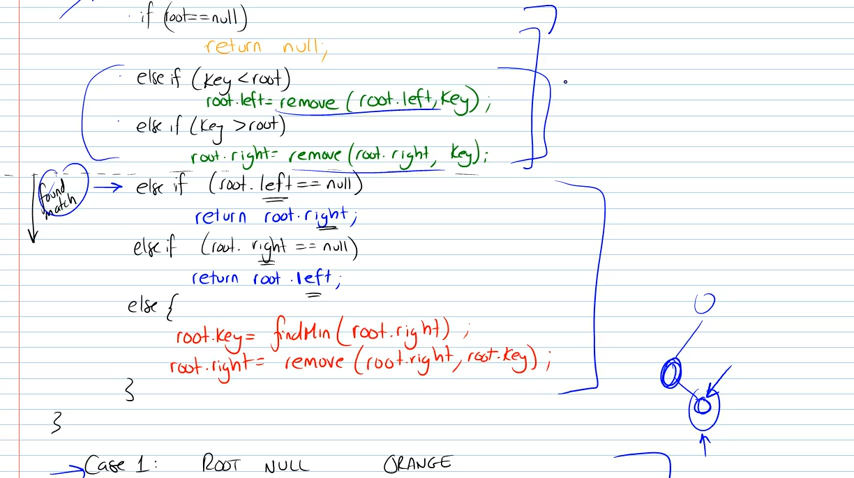 if (root==null)
return null;
else if (key < root)
root.left= remove (root.left, key);
else if (key >root)
root.right= remove (root.right, key);
found match
else if (root. left == null)
return root.right;
else if (root. right == null)
return root.left;
else {
root.key= findMin (root.right) ;
root.right= remove (root.right, root.key) ;
}
}
Case 1: ROOT NULL ORANGE